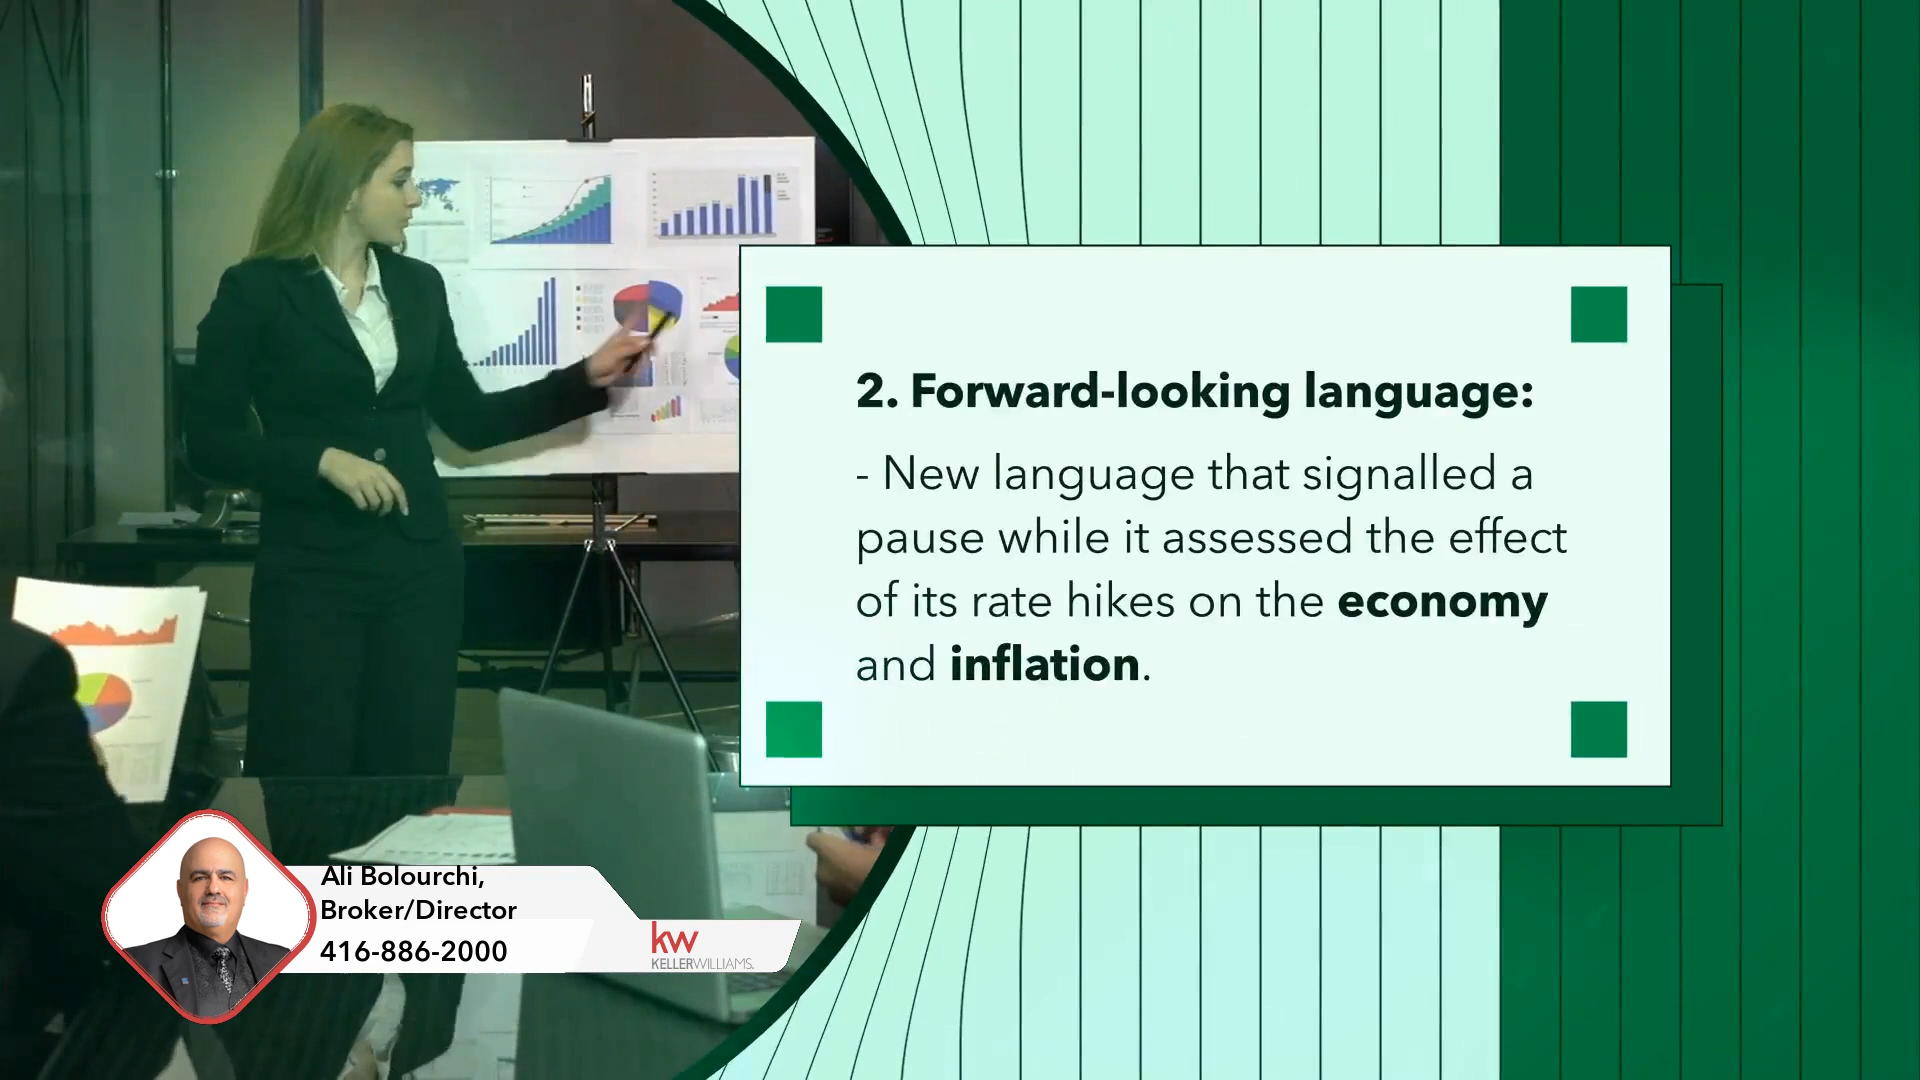 2. Forward-looking language:
- New language that signalled a
pause while it assessed the effect
of its rate hikes on the economy
and inflation.
Ali Bolourchi,
Broker/Director
416-886-2000
kw
KELLERWILLIAMS.